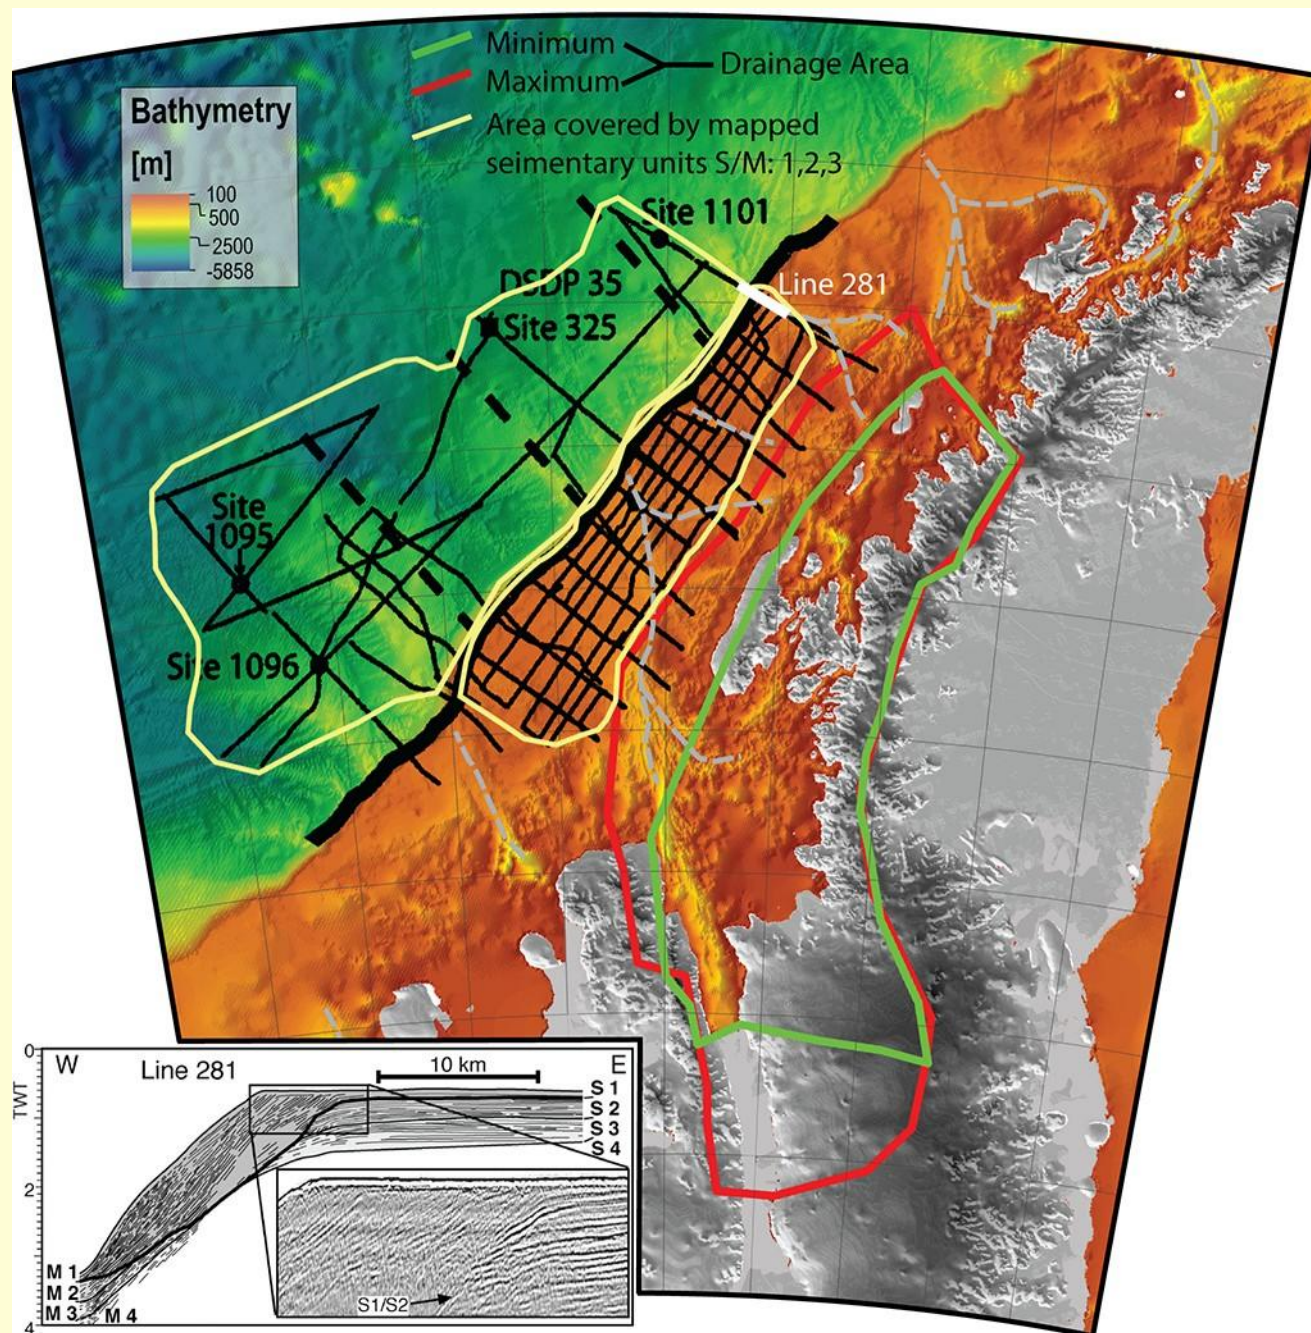 Minimum
Maximum
Drainage Area
Area covered by mapped
seimentary units S/M: 1,2,3
Bathymetry
[m]
100
500
2500
-5858
Site 1101
Line 281
DSDP 35
Site 325
Site
1095
Site 1096
0
W
Line 281
10 km
E
TWT
S 1
S 2
S 3
S 4
2
M 1
M 2
M 3
M 4
S1/S2
4